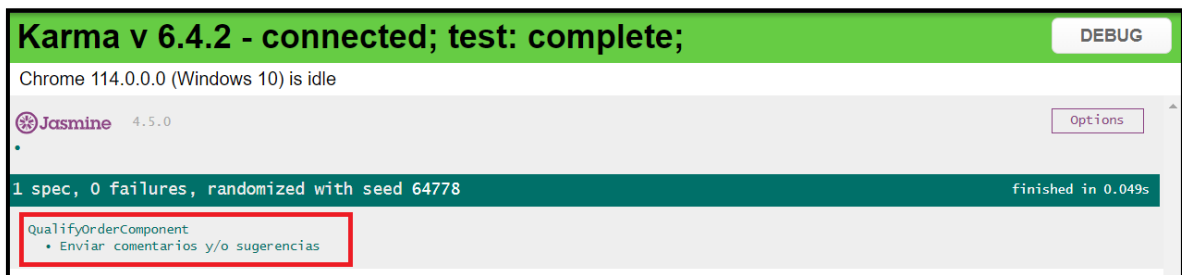 Karma v 6.4.2 - connected; test: complete;
DEBUG
Chrome 114.0.0.0 (Windows 10) is idle
Jasmine 4.5.0
Options
•
1 spec, 0 failures, randomized with seed 64778
finished in 0.049s
QualifyOrderComponent
• Enviar comentarios y/o sugerencias